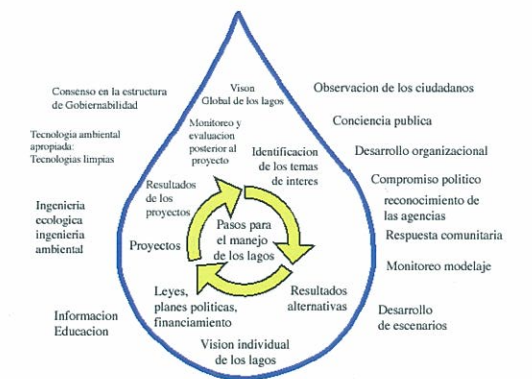 Vison
Global de los lagos
Consenso en la estructura
de Gobiernabilidad
Observacion de los ciudadanos
Monitoreo y
evaluacion
posterior al
proyecto
Conciencia publica
Tecnologia ambiental
apropiada:
Tecnologias limpias
Identificacion
de los temas
de interes
Desarrollo organizacional
Compromiso politico
Resultados
de los
proyectos
reconocimiento de
las agencias
Ingenieria
ecologica
ingenieria
ambiental
Proyectos
Pasos para
el manejo
de los lagos
Respuesta comunitaria
Monitoreo modelaje
Leyes,
planes politicas,
financiamiento
Resultados
alternativas
Informacion
Educacion
Desarrollo
de escenarios
Vision individual
de los lagos